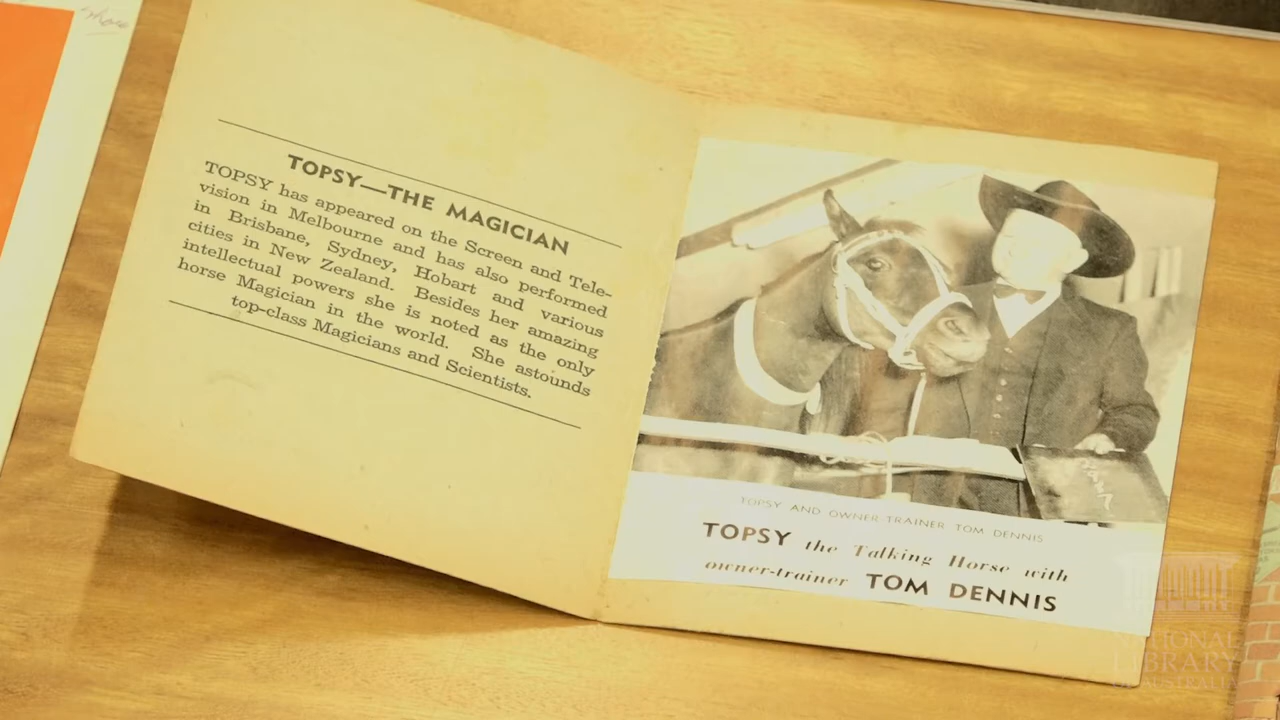 TOPSY—THE MAGICIAN
TOPSY has appeared on the Screen and Tele-
vision in Melbourne and has also performed
in Brisbane, Sydney, Hobart and various
cities in New Zealand. Besides her amazing
intellectual powers she is noted as the only
horse Magician in the world. She astounds
top-class Magicians and Scientists.
TOPSY AND OWNER TRAINER TOM DENNIS
TOPSY the Talking Horse with
owner-trainer TOM DENNIS
NATIONAL
LIBRARY
OF AUSTRALIA